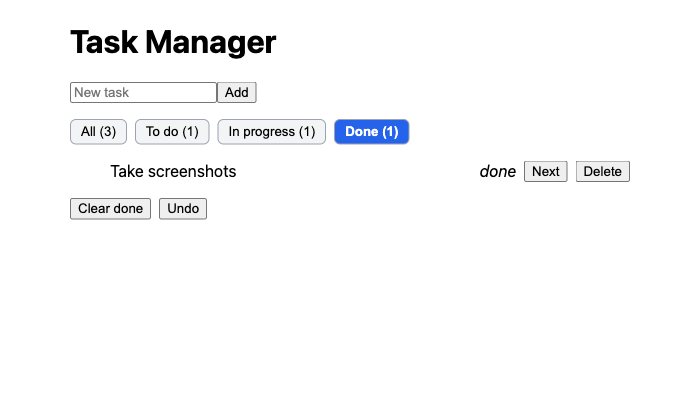 Task Manager
New task Add
All (3) To do (1) In progress (1) Done (1)
Take screenshots done Next Delete
Clear done Undo